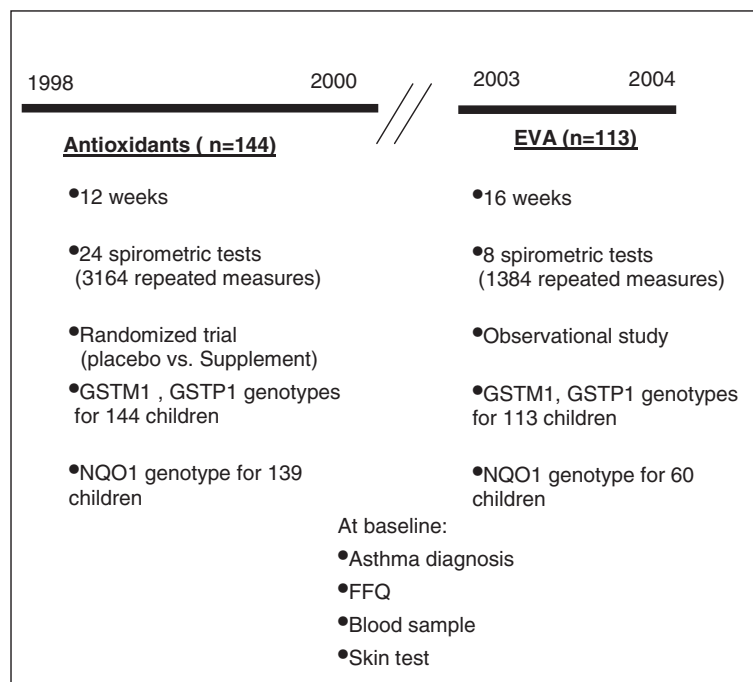 1998
2000
2003
2004
Antioxidants ( n=144)
•12 weeks
•24 spirometric tests
(3164 repeated measures)
•Randomized trial
(placebo vs. Supplement)
•GSTM1 , GSTP1 genotypes
for 144 children
•NQO1 genotype for 139
children
EVA (n=113)
•16 weeks
•8 spirometric tests
(1384 repeated measures)
•Observational study
•GSTM1, GSTP1 genotypes
for 113 children
•NQO1 genotype for 60
children
At baseline:
•Asthma diagnosis
•FFQ
•Blood sample
•Skin test